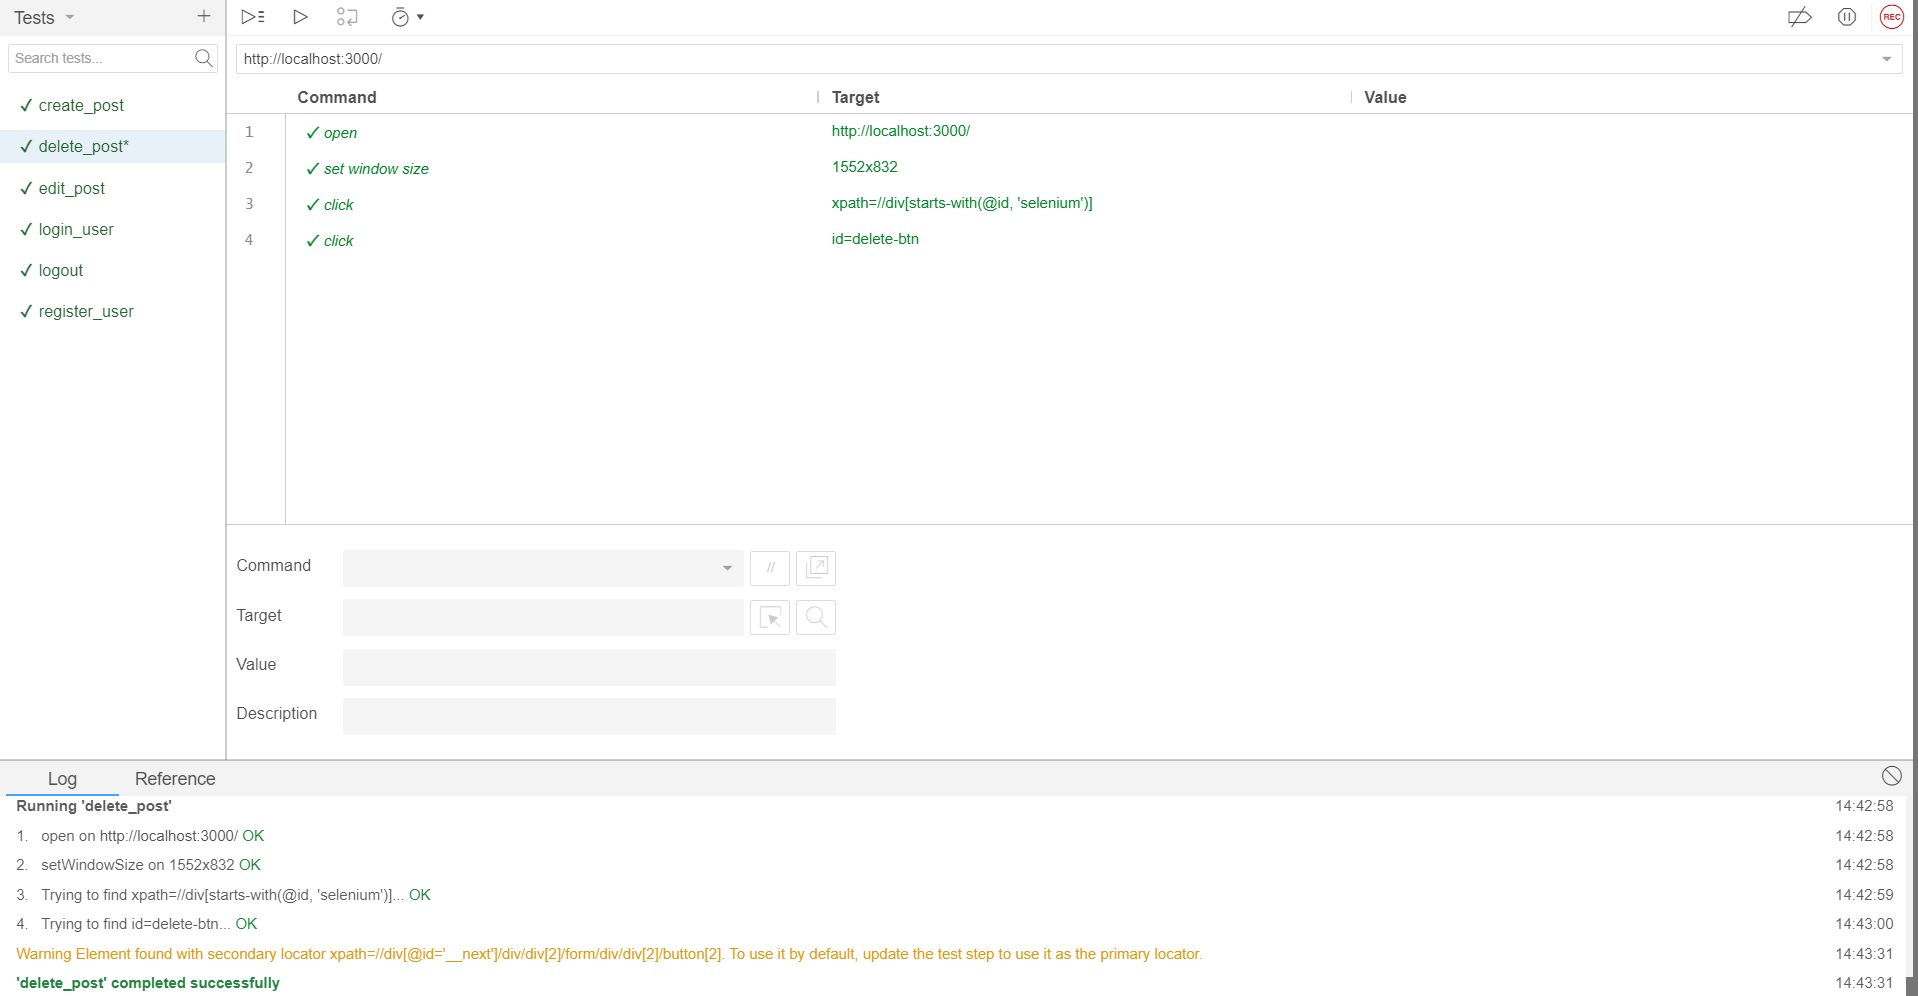 Tests
REC
Search tests...
http://localhost:3000/
Command Target Value
create_post
delete_post*
edit_post
login_user
logout
register_user
1 open http://localhost:3000/
2 set window size 1552x832
3 click xpath=//div[starts-with(@id, 'selenium')]
4 click id=delete-btn
Command //
Target
Value
Description
Log Reference
Running 'delete_post' 14:42:58
1. open on http://localhost:3000/ OK 14:42:58
2. setWindowSize on 1552x832 OK 14:42:58
3. Trying to find xpath=//div[starts-with(@id, 'selenium')]... OK 14:42:59
4. Trying to find id=delete-btn... OK 14:43:00
Warning Element found with secondary locator xpath=//div[@id='__next']/div/div[2]/form/div/div[2]/button[2]. To use it by default, update the test step to use it as the primary locator. 14:43:31
'delete_post' completed successfully 14:43:31